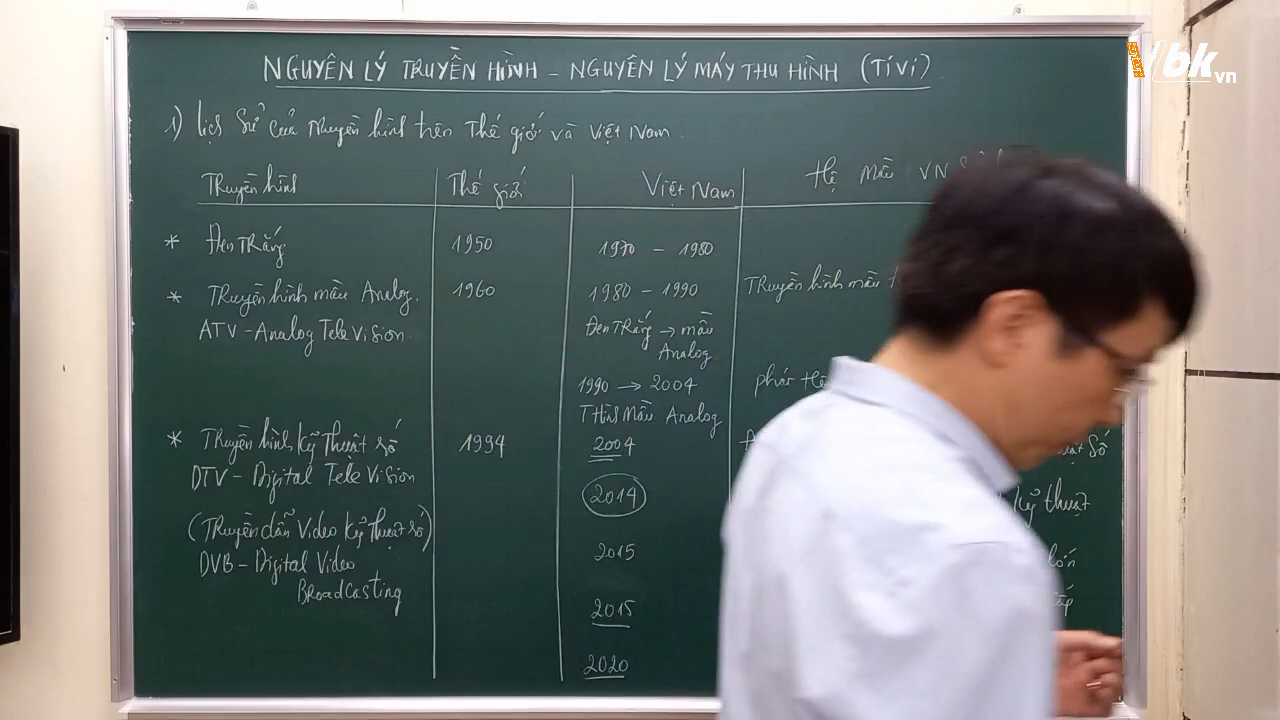 Vbk.vn
NGUYÊN LÝ TRUYỀN HÌNH - NGUYÊN LÝ MÁY THU HÌNH (TiVi)
1) Lịch Sử của Truyền hình trên Thế giới và Việt Nam
Truyền hình Thế giới Việt Nam Hệ mầu VN
* Đen Trắng 1950 1970 - 1980
* Truyền hình mầu Analog. 1960 1980 - 1990 Truyền hình mầu
ATV - Analog Tele Vision Đen Trắng → mầu
Analog
1990 → 2004 phát Hệ
THình Mầu Analog
* Truyền hình kỹ Thuật số 1994 2004 Số
DTV - Digital Tele Vision
2014 kỹ thuật
(Truyền dẫn Video kỹ Thuật số)
DVB - Digital Video 2015
Broadcasting
2015
2020